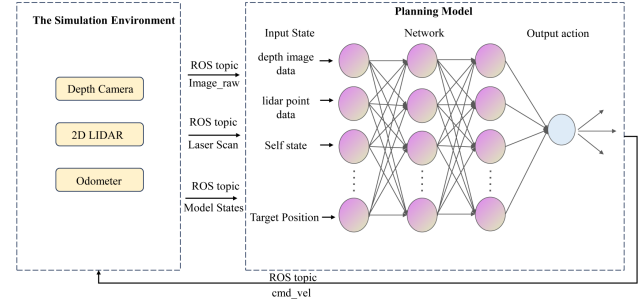 The Simulation Environment
Depth Camera
2D LIDAR
Odometer
ROS topic
Image_raw
ROS topic
Laser Scan
ROS topic
Model States
Planning Model
Input State
Network
Output action
depth image
data
lidar point
data
Self state
Target Position
ROS topic
cmd_vel